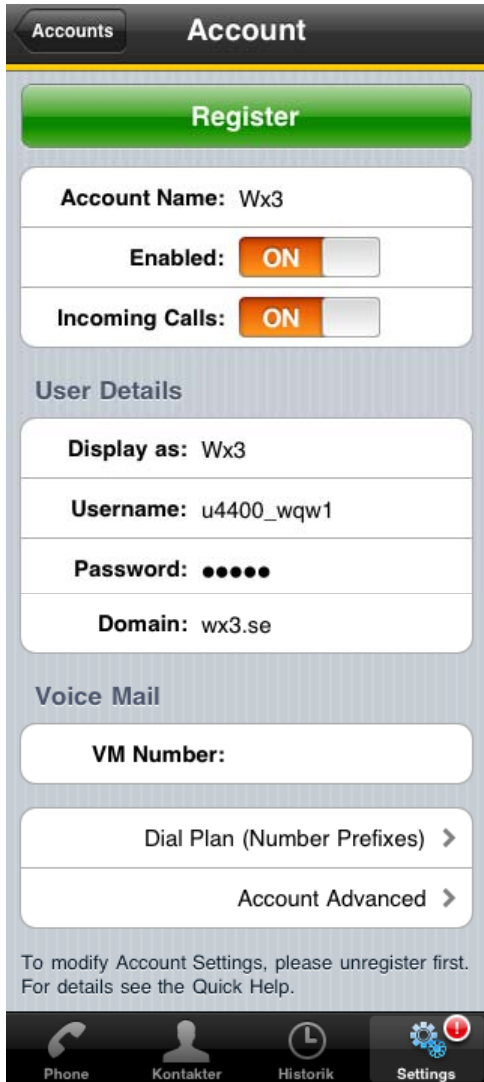 Accounts Account
Register
Account Name: Wx3
Enabled: ON
Incoming Calls: ON
User Details
Display as: Wx3
Username: u4400_wqw1
Password: ●●●●●
Domain: wx3.se
Voice Mail
VM Number:
Dial Plan (Number Prefixes) >
Account Advanced >
To modify Account Settings, please unregister first.
For details see the Quick Help.
Phone Kontakter Historik Settings